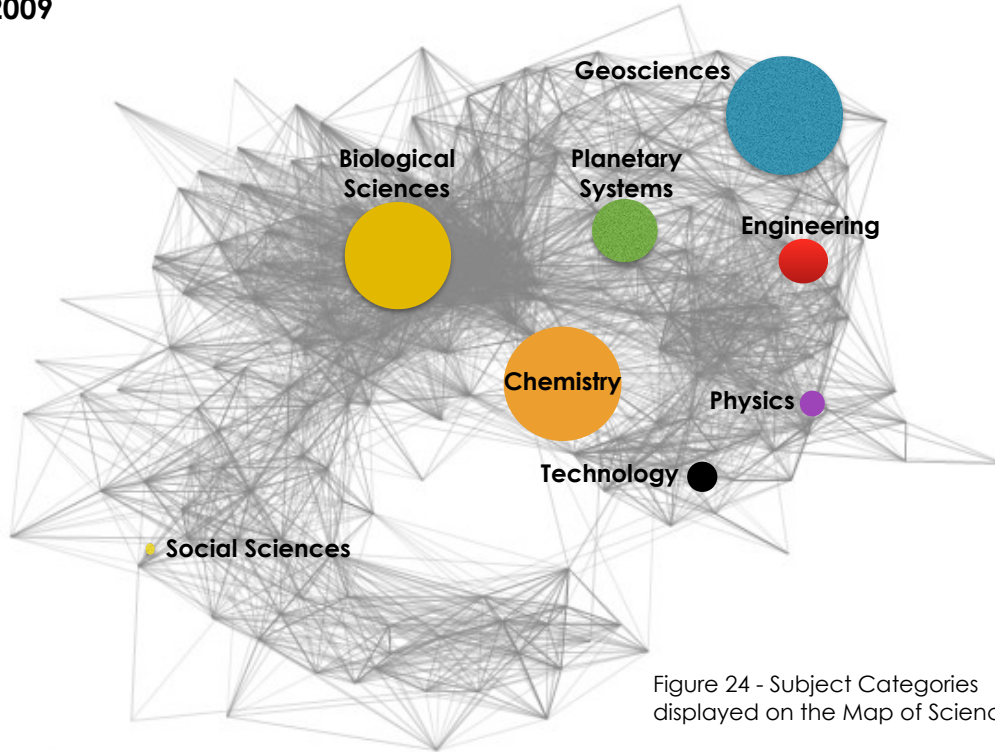 2009
Geosciences
Biological
Sciences
Planetary
Systems
Engineering
Chemistry
Physics
Technology
Social Sciences
Figure 24 - Subject Categories
displayed on the Map of Scienc